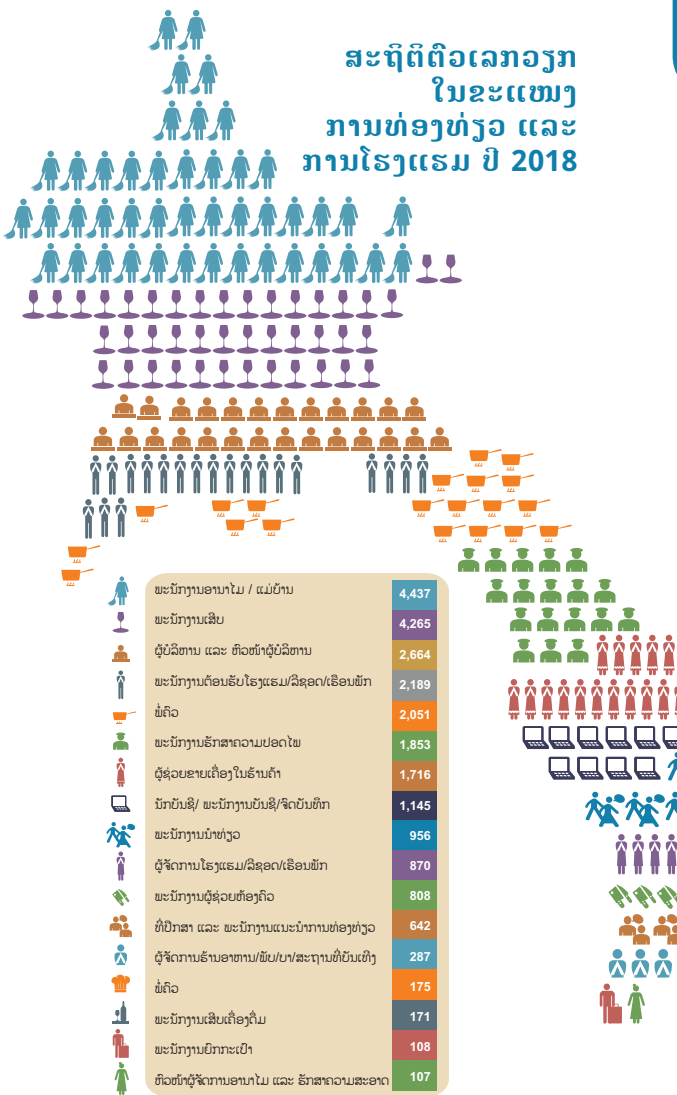 ສະຖິຕິຕົວເລກວຽກ
ໃນຂະແໜງ
ການທ່ອງທ່ຽວ ແລະ
ການໂຮງແຮມ ປີ 2018
ພະນັກງານອານາໄມ / ແມ່ບ້ານ 4,437
ພະນັກງານເສີບ 4,265
ຜູ້ບໍລິຫານ ແລະ ຫົວໜ້າຜູ້ບໍລິຫານ 2,664
ພະນັກງານຕ້ອນຮັບໂຮງແຮມ/ລີຊອດ/ເຮືອນພັກ 2,189
ພໍ່ຄົວ 2,051
ພະນັກງານຮັກສາຄວາມປອດໄພ 1,853
ຜູ້ຊ່ວຍຂາຍເຄື່ອງໃນຮ້ານຄ້າ 1,716
ນັກບັນຊີ/ ພະນັກງານບັນຊີ/ຈົດບັນທຶກ 1,145
ພະນັກງານນຳທ່ຽວ 956
ຜູ້ຈັດການໂຮງແຮມ/ລີຊອດ/ເຮືອນພັກ 870
ພະນັກງານຜູ້ຊ່ວຍຫ້ອງຄົວ 808
ທີ່ປຶກສາ ແລະ ພະນັກງານແນະນຳການທ່ອງທ່ຽວ 642
ຜູ້ຈັດການຮ້ານອາຫານ/ພັບ/ບາ/ສະຖານທີ່ບັນເທີງ 287
ພໍ່ຄົວ 175
ພະນັກງານເສີບເຄື່ອງດື່ມ 171
ພະນັກງານຍົກກະເປົາ 108
ຫົວໜ້າຜູ້ຈັດການອານາໄມ ແລະ ຮັກສາຄວາມສະອາດ 107